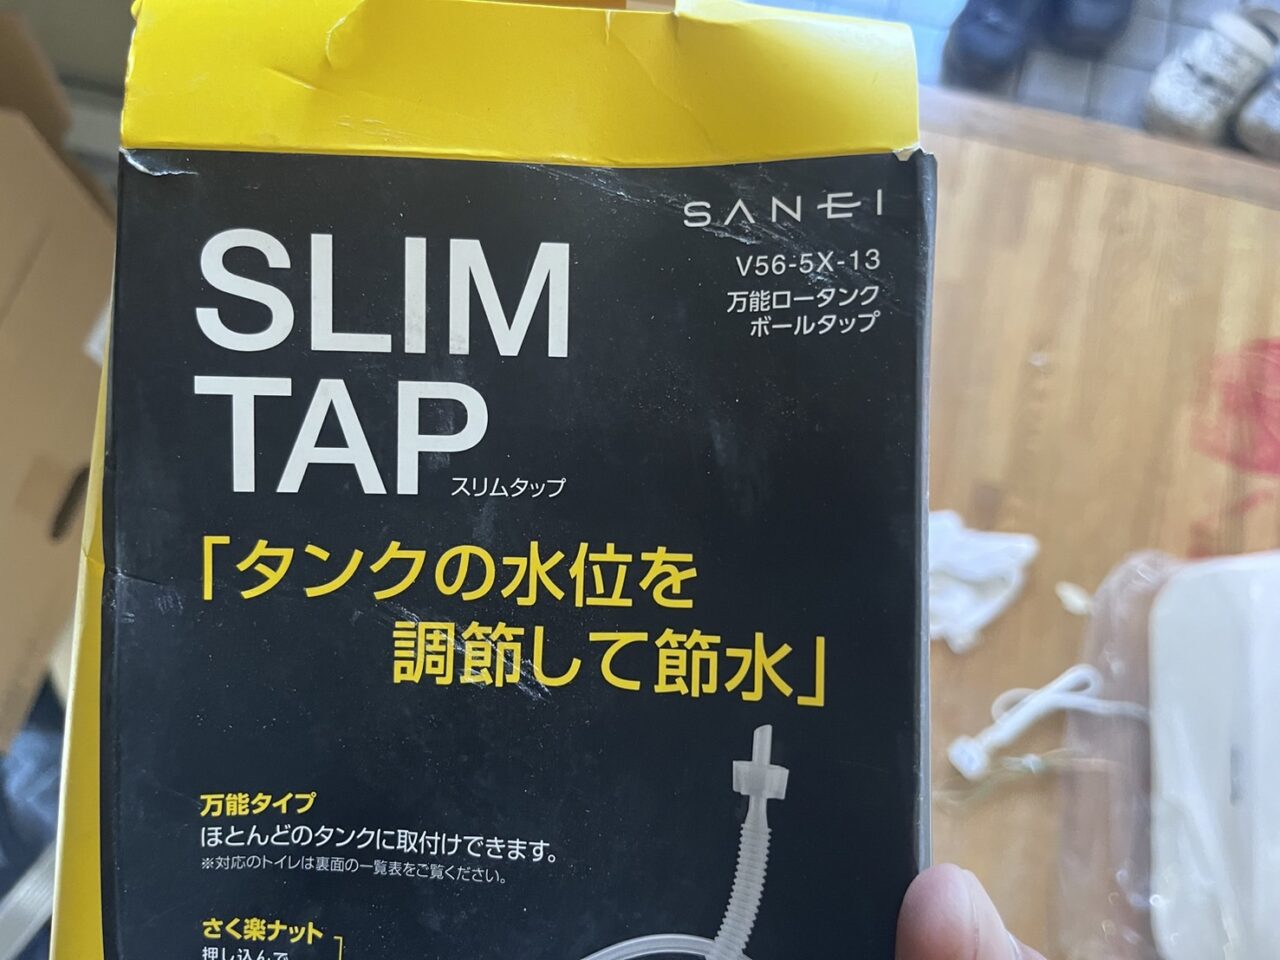 SANEI
V56-5X-13
万能ロータンク
ボールタップ
SLIM
TAP
スリムタップ
「タンクの水位を
調節して節水」
万能タイプ
ほとんどのタンクに取付けできます。
※対応のトイレは裏面の一覧表をご覧ください。
さく楽ナット
押し込んで